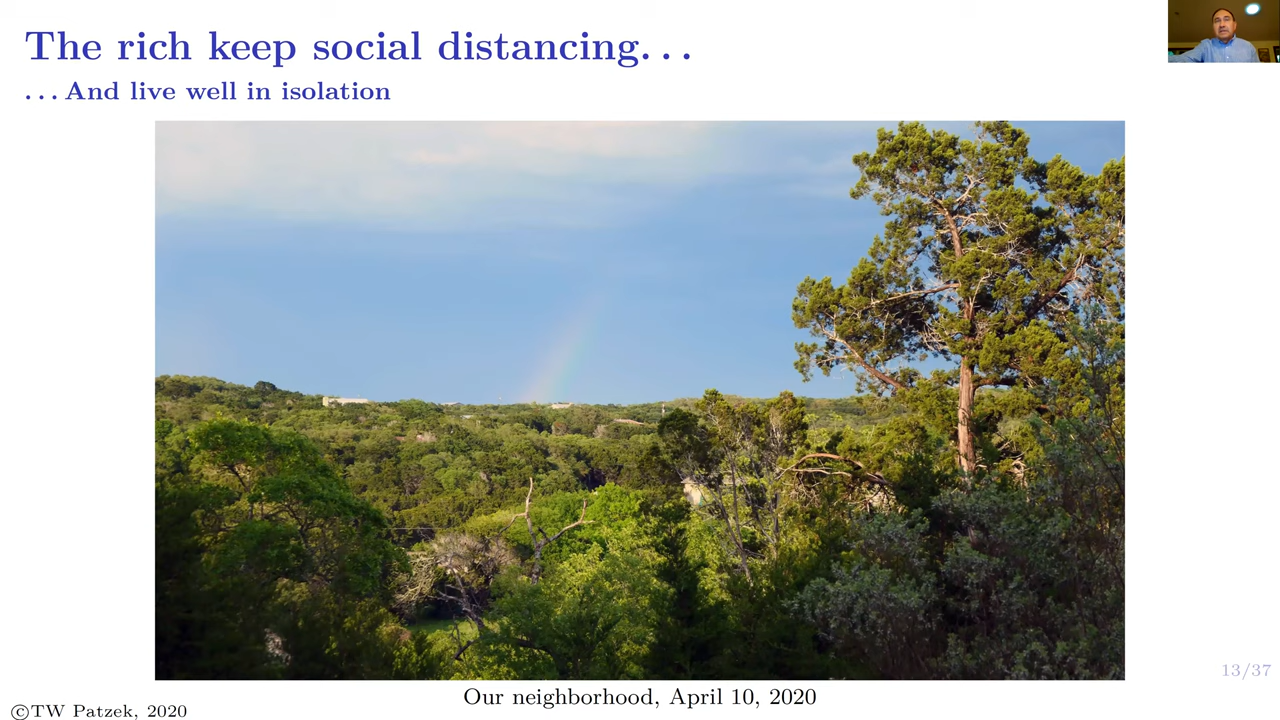 The rich keep social distancing...
...And live well in isolation
Our neighborhood, April 10, 2020
13/37
©TW Patzek, 2020